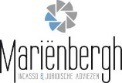 Mariënbergh
INCASSO & JURIDISCHE ADVIEZEN